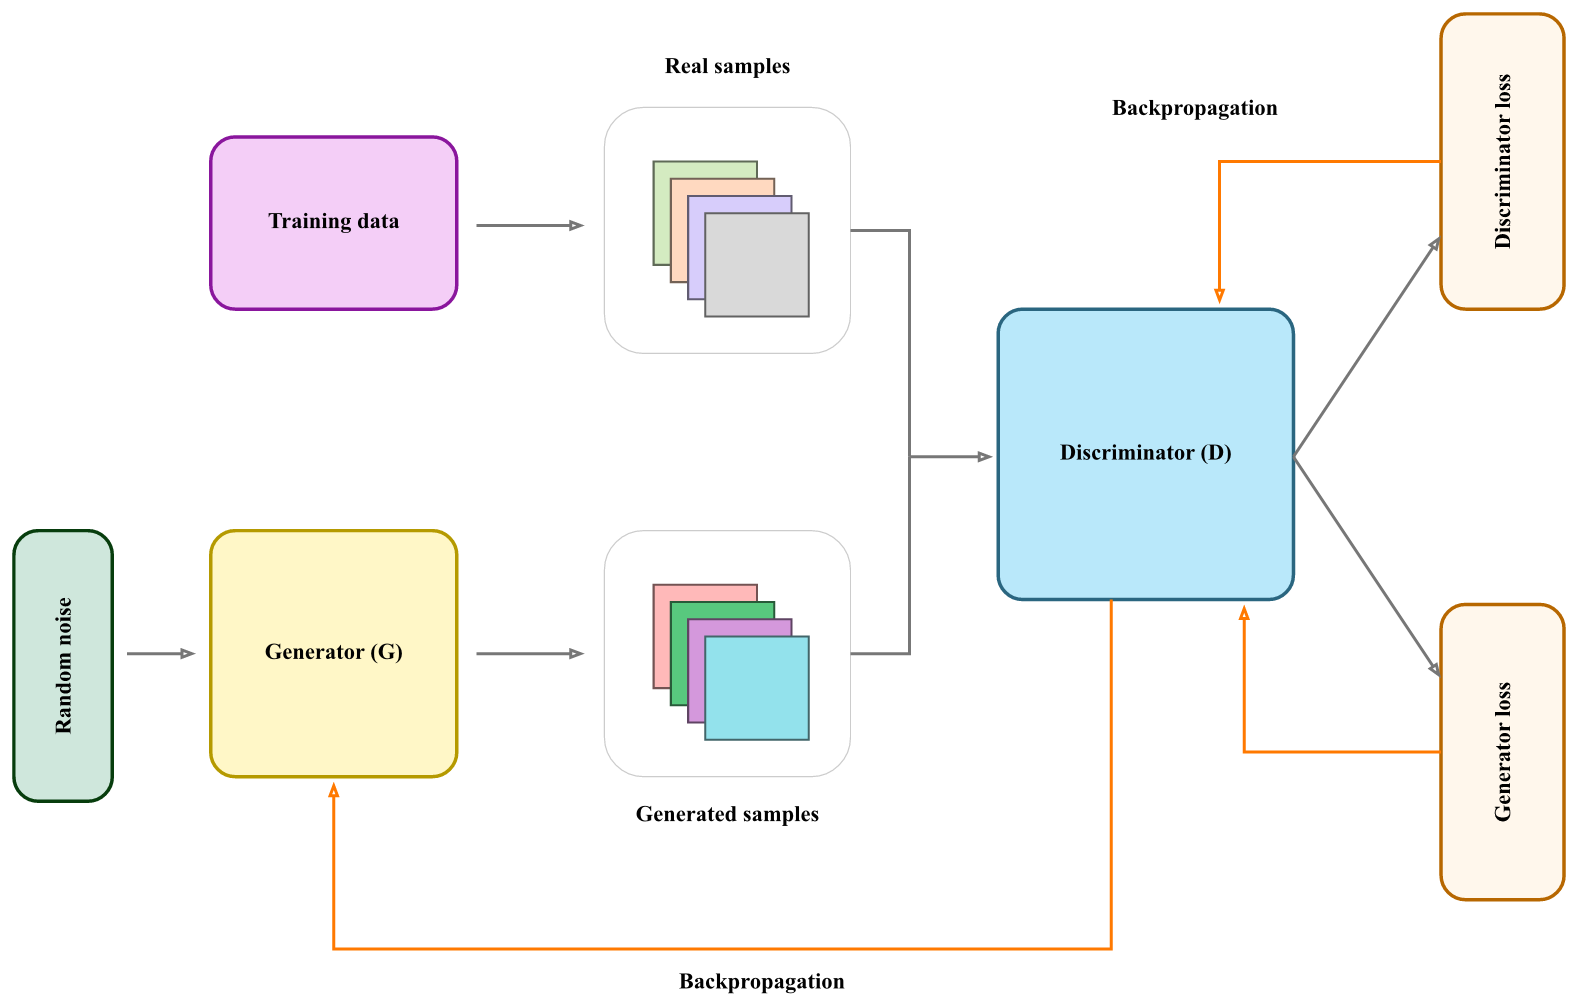 Real samples
Backpropagation
Discriminator loss
Training data
Discriminator (D)
Random noise
Generator (G)
Generator loss
Generated samples
Backpropagation